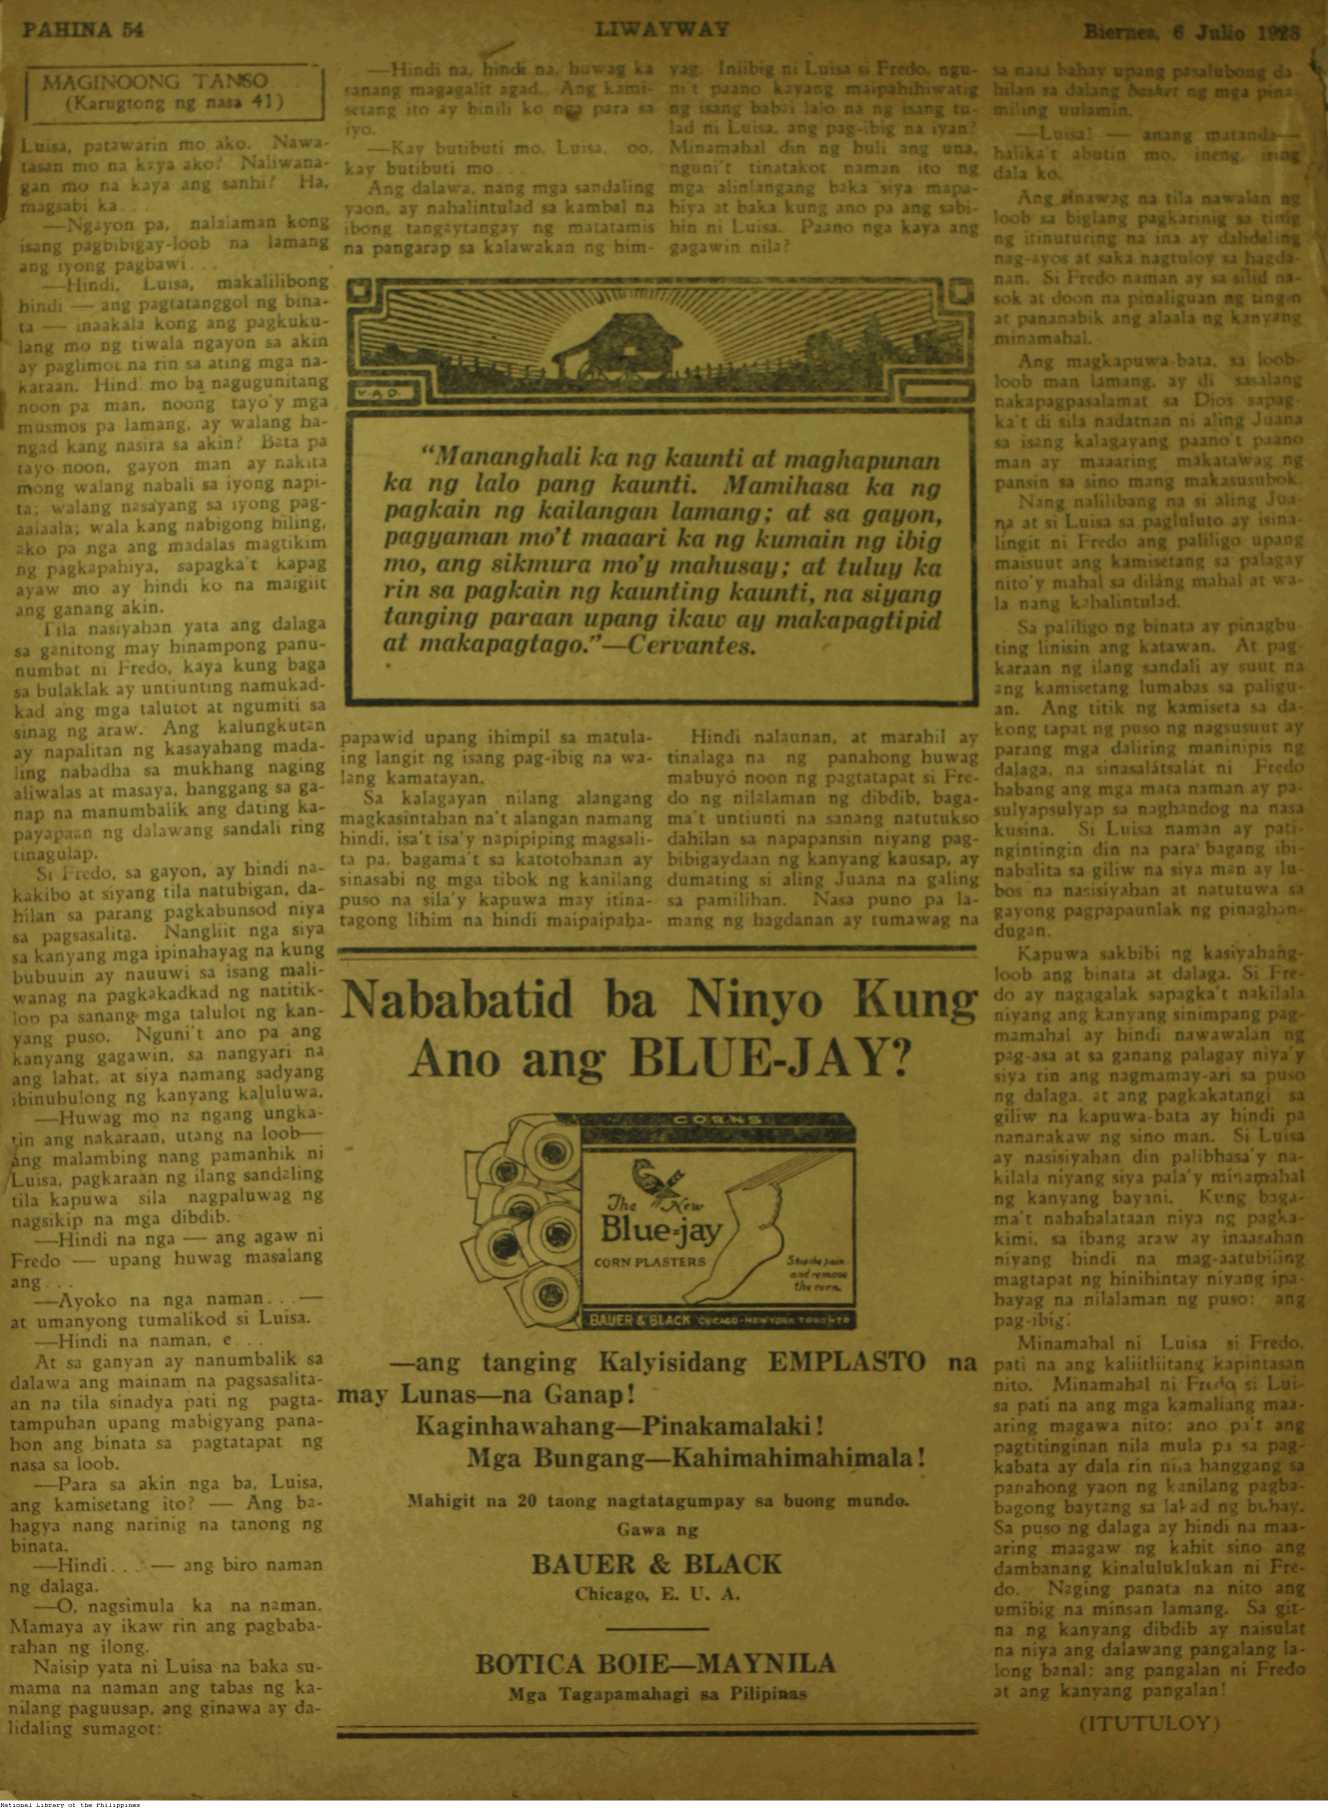 PAHINA 54
LIWAYWAY
Biernes, 6 Julio 1928
MAGINOONG TANSO
(Karugtong ng nasa 41)
Luisa, patawarin mo ako. Nawa-
tasan mo na kaya ako? Naliwana-
gan mo na kaya ang sanhi? Ha,
magsabi ka...
—Ngayon pa, nalalaman kong
isang pagbibigay-loob na lamang
ang iyong pagbawi...
—Hindi, Luisa, makalilibong
hindi — ang pagtatanggol ng bina-
ta — inaakala kong ang pagkuku-
lang mo ng tiwala ngayon sa akin
ay paglimot na rin sa ating mga na-
karaan. Hindi mo ba nagugunitang
noon pa man, noong tayo'y mga
musmos pa lamang, ay walang ha-
ngad kang nasira sa akin? Bata pa
tayo noon, gayon man ay nakita
mong walang nabali sa iyong napi-
ta; walang nasayang sa iyong pag-
aalaala; wala kang nabigong hiling,
ako pa nga ang madalas magtikim
ng pagkapahiya, sapagka't kapag
ayaw mo ay hindi ko na maigiit
ang ganang akin.
Tila nasiyahan yata ang dalaga
sa ganitong may hinampong panu-
numbat ni Fredo, kaya kung baga
sa bulaklak ay untiunting namukad-
kad ang mga talutot at ngumiti sa
sinag ng araw. Ang kalungkutan
ay napalitan ng kasayahang mada-
ling nabadha sa mukhang naging
aliwalas at masaya, hanggang sa ga-
nap na manumbalik ang dating ka-
payapaan ng dalawang sandali ring
tinagulap.
Si Fredo, sa gayon, ay hindi na-
kakibo at siyang tila natubigan, da-
hilan sa parang pagkabunsod niya
sa pagsasalita. Nangliit nga siya
sa kanyang mga ipinahayag na kung
bubuuin ay nauuwi sa isang mali-
wanag na pagkakadkad ng natitik-
lop pa sanang mga talulot ng kan-
yang puso. Nguni't ano pa ang
kanyang gagawin, sa nangyari na
ang lahat, at siya namang sadyang
ibinubulong ng kanyang kaluluwa.
—Huwag mo na ngang ungka-
tin ang nakaraan, utang na loob—
ang malambing nang pamanhik ni
Luisa, pagkaraan ng ilang sandaling
tila kapuwa sila nagpaluwag ng
nagsikip na mga dibdib.
—Hindi na nga — ang agaw ni
Fredo — upang huwag masalang
ang...
—Ayoko na nga naman... —
at umanyong tumalikod si Luisa.
—Hindi na naman, e...
At sa ganyan ay nanumbalik sa
dalawa ang mainam na pagsasalita-
an na tila sinadya pati ng pagta-
tampuhan upang mabigyang pana-
hon ang binata sa pagtatapat ng
nasa sa loob.
—Para sa akin nga ba, Luisa,
ang kamisetang ito? — Ang ba-
hagya nang narinig na tanong ng
binata.
—Hindi... — ang biro naman
ng dalaga.
—O, nagsimula ka na naman.
Mamaya ay ikaw rin ang pagbaba-
rahan ng ilong.
Naisip yata ni Luisa na baka su-
mama na naman ang tabas ng ka-
nilang paguusap, ang ginawa ay da-
lidaling sumagot:
—Hindi na, hindi na, huwag ka
sanang magagalit agad. Ang kami-
setang ito ay binili ko nga para sa
iyo.
—Kay butibuti mo, Luisa, oo,
kay butibuti mo...
Ang dalawa, nang mga sandaling
yaon, ay nahalintulad sa kambal na
ibong tangaytangay ng matatamis
na pangarap sa kalawakan ng him-
papawid upang ihimpil sa matula-
ing langit ng isang pag-ibig na wa-
lang kamatayan.
Sa kalagayan nilang alangang
magkasintahan na't alangan namang
hindi, isa't isa'y napipiping magsali-
ta pa, bagama't sa katotohanan ay
sinasabi ng mga tibok ng kanilang
puso na sila'y kapuwa may itina-
tagong lihim na hindi maipaipaha-
yag. Iniibig ni Luisa si Fredo, ngu-
ni't paano kayang maipahihiwatig
ng isang babai lalo na ng isang tu-
lad ni Luisa, ang pag-ibig na iyan?
Minamahal din ng huli ang una,
nguni't tinatakot naman ito ng
mga alinlangang baka siya mapa-
hiya at baka kung ano pa ang sabi-
hin ni Luisa. Paano nga kaya ang
gagawin nila?
Hindi nalaunan, at marahil ay
tinalaga na ng panahong huwag
mabuyó noon ng pagtatapat si Fre-
do ng nilalaman ng dibdib, baga-
ma't untiunti na sanang natutukso
dahilan sa napapansin niyang pag-
bibigaydaan ng kanyang kausap, ay
dumating si aling Juana na galing
sa pamilihan. Nasa puno pa la-
mang ng hagdanan ay tumawag na
V.A.D.
"Mananghali ka ng kaunti at maghapunan
ka ng lalo pang kaunti. Mamihasa ka ng
pagkain ng kailangan lamang; at sa gayon,
pagyaman mo't maaari ka ng kumain ng ibig
mo, ang sikmura mo'y mahusay; at tuluy ka
rin sa pagkain ng kaunting kaunti, na siyang
tanging paraan upang ikaw ay makapagtipid
at makapagtago."—Cervantes.
Nababatid ba Ninyo Kung
Ano ang BLUE-JAY?
CORNS
The New
Blue-jay
CORN PLASTERS
Stop the pain
and remove
the corn.
BAUER & BLACK CHICAGO-NEW YORK TORONTO
—ang tanging Kalyisidang EMPLASTO na
may Lunas—na Ganap!
Kaginhawahang—Pinakamalaki!
Mga Bungang—Kahimahimahimala!
Mahigit na 20 taong nagtatagumpay sa buong mundo.
Gawa ng
BAUER & BLACK
Chicago, E. U. A.
BOTICA BOIE—MAYNILA
Mga Tagapamahagi sa Pilipinas
sa nasa bahay upang pasalubong da-
hilan sa dalang basket ng mga pina-
miling uulamin.
—Luisa! — anang matanda—
halika't abutin mo, ineng, iring
dala ko.
Ang tinawag na tila nawalan ng
loob sa biglang pagkarinig sa tinig
ng itinuturing na ina ay dahdaling
nag-ayos at saka nagtuloy sa hagda-
nan. Si Fredo naman ay sa silid na-
sok at doon na pinaliguan ng tingin
at pananabik ang alaala ng kanyang
minamahal.
Ang magkapuwa-bata, sa loob-
loob man lamang, ay di sasalang
nakapagpasalamat sa Dios sapag-
ka't di sila nadatnan ni aling Juana
sa isang kalagayang paano't paano
man ay maaaring makatawag ng
pansin sa sino mang makasusubok.
Nang nalilibang na si aling Jua-
na at si Luisa sa pagluluto ay isina-
lingit ni Fredo ang paliligo upang
maisuut ang kamisetang sa palagay
nito'y mahal sa diláng mahal at wa-
la nang kahalintulad.
Sa paliligo ng binata ay pinagbu-
ting linisin ang katawan. At pag-
karaan ng ilang sandali ay suut na
ang kamisetang lumabas sa paligu-
an. Ang titik ng kamiseta sa da-
kong tapat ng puso ng nagsusuut ay
parang mga daliring maninipis ng
dalaga, na sinasalátsalát ni Fredo
habang ang mga mata naman ay pa-
sulyapsulyap sa naghandog na nasa
kusina. Si Luisa naman ay pati-
ngintingin din na para bagang ibi-
nabalita sa giliw na siya man ay lu-
bos na nasisiyahan at natutuwa sa
gayong pagpapaunlak ng pinaghan-
dugan.
Kapuwa sakbibi ng kasiyahang-
loob ang binata at dalaga. Si Fre-
do ay nagagalak sapagka't nakilala
niyang ang kanyang sinimpang pag-
mamahal ay hindi nawawalan ng
pag-asa at sa ganang palagay niya'y
siya rin ang nagmamay-ari sa puso
ng dalaga, at ang pagkakatangi sa
giliw na kapuwa-bata ay hindi pa
nananakaw ng sino man. Si Luisa
ay nasisiyahan din palibhasa'y na-
kilala niyang siya pala'y minamahal
ng kanyang bayani. Kung baga-
ma't nahahalataan niya ng pagka-
kimi, sa ibang araw ay inaasahan
niyang hindi na mag-aatubiling
magtapat ng hinihintay niyang ipa-
hayag na nilalaman ng puso: ang
pag-ibig.
Minamahal ni Luisa si Fredo,
pati na ang kaliitliitang kapintasan
nito. Minamahal ni Fredo si Lui-
sa pati na ang mga kamaliang maa-
aring magawa nito: ano pa't ang
pagtitinginan nila mula pa sa pag-
kabata ay dala rin nila hanggang sa
panahong yaon ng kanilang pagba-
bagong baytang sa lakad ng buhay.
Sa puso ng dalaga ay hindi na maa-
aring maagaw ng kahit sino ang
dambanang kinaluluklukan ni Fre-
do. Naging panata na nito ang
umibig na minsan lamang. Sa git-
na ng kanyang dibdib ay naisulat
na niya ang dalawang pangalang la-
long banal: ang pangalan ni Fredo
at ang kanyang pangalan!
(ITUTULOY)
National Library of the Philippines